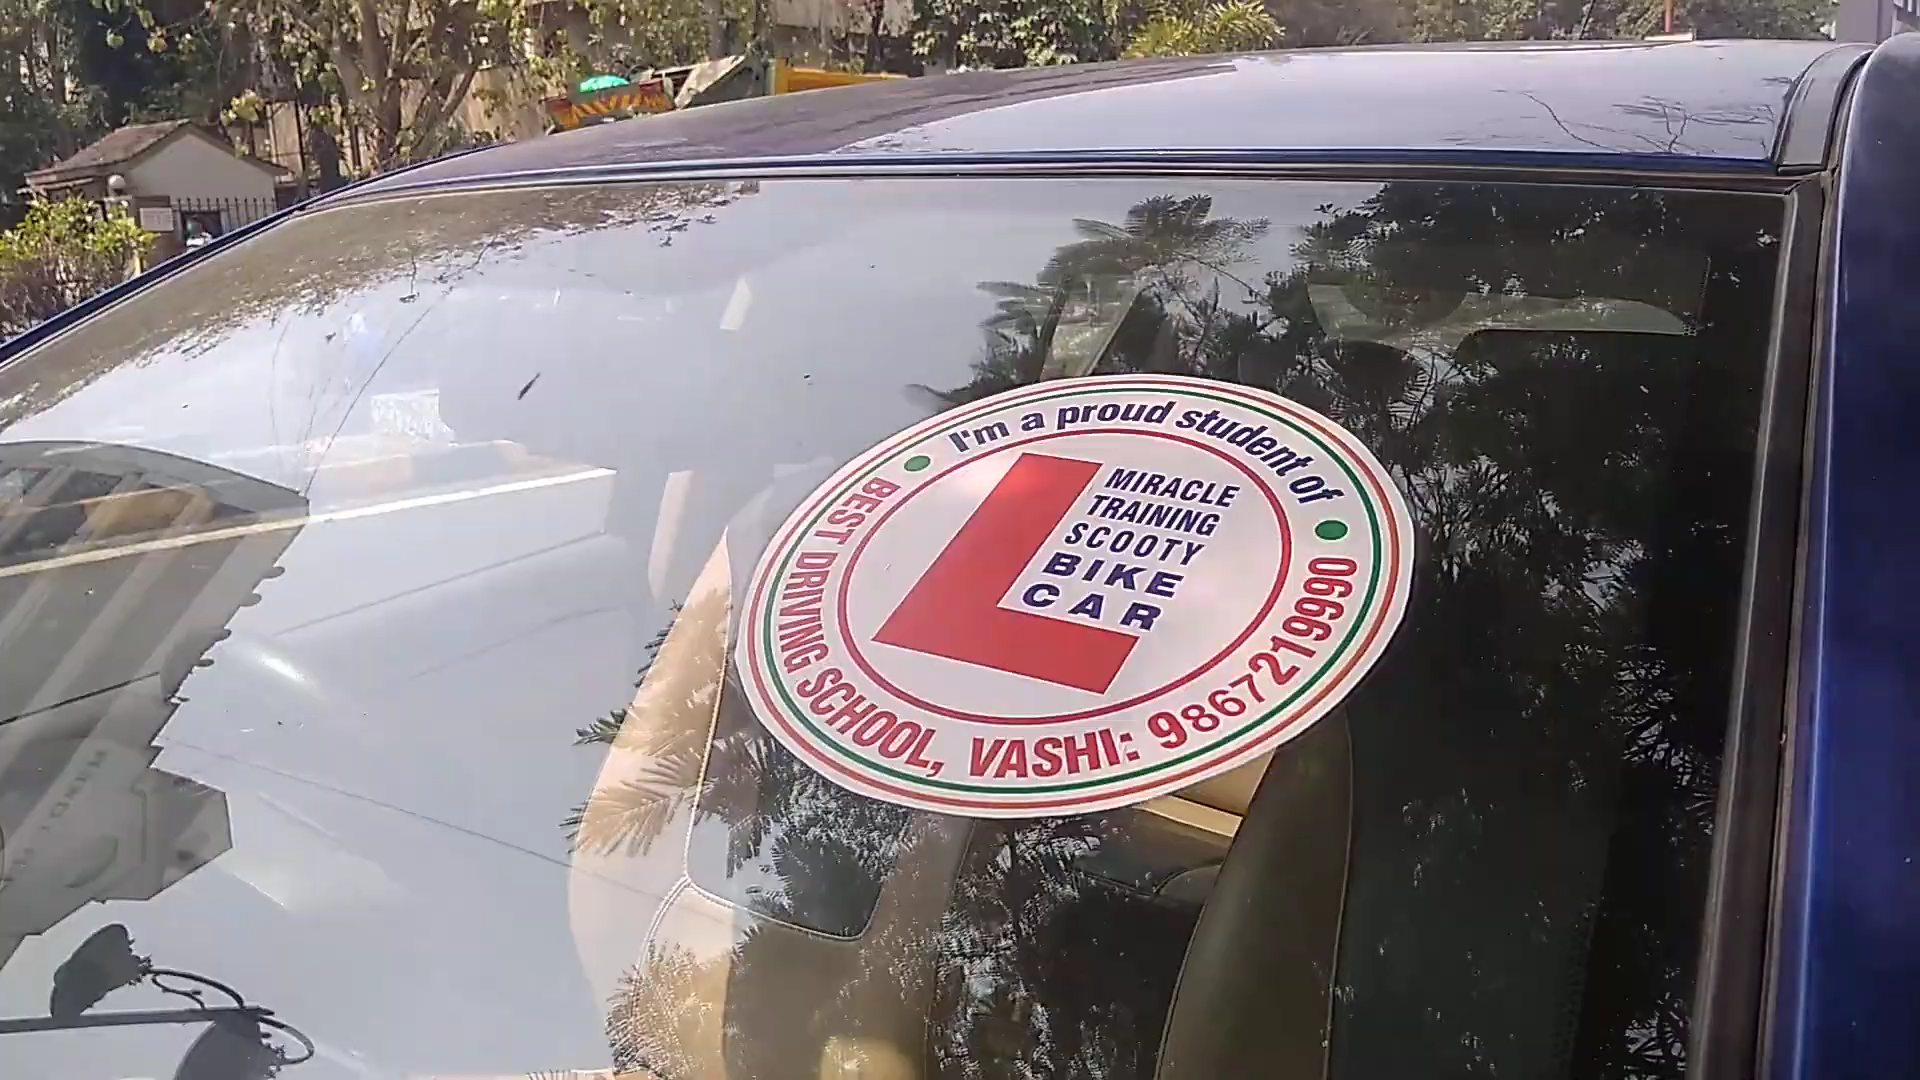 I'm a proud student of
L
MIRACLE
TRAINING
SCOOTY
BIKE
CAR
BEST DRIVING SCHOOL, VASHI: 9867219990